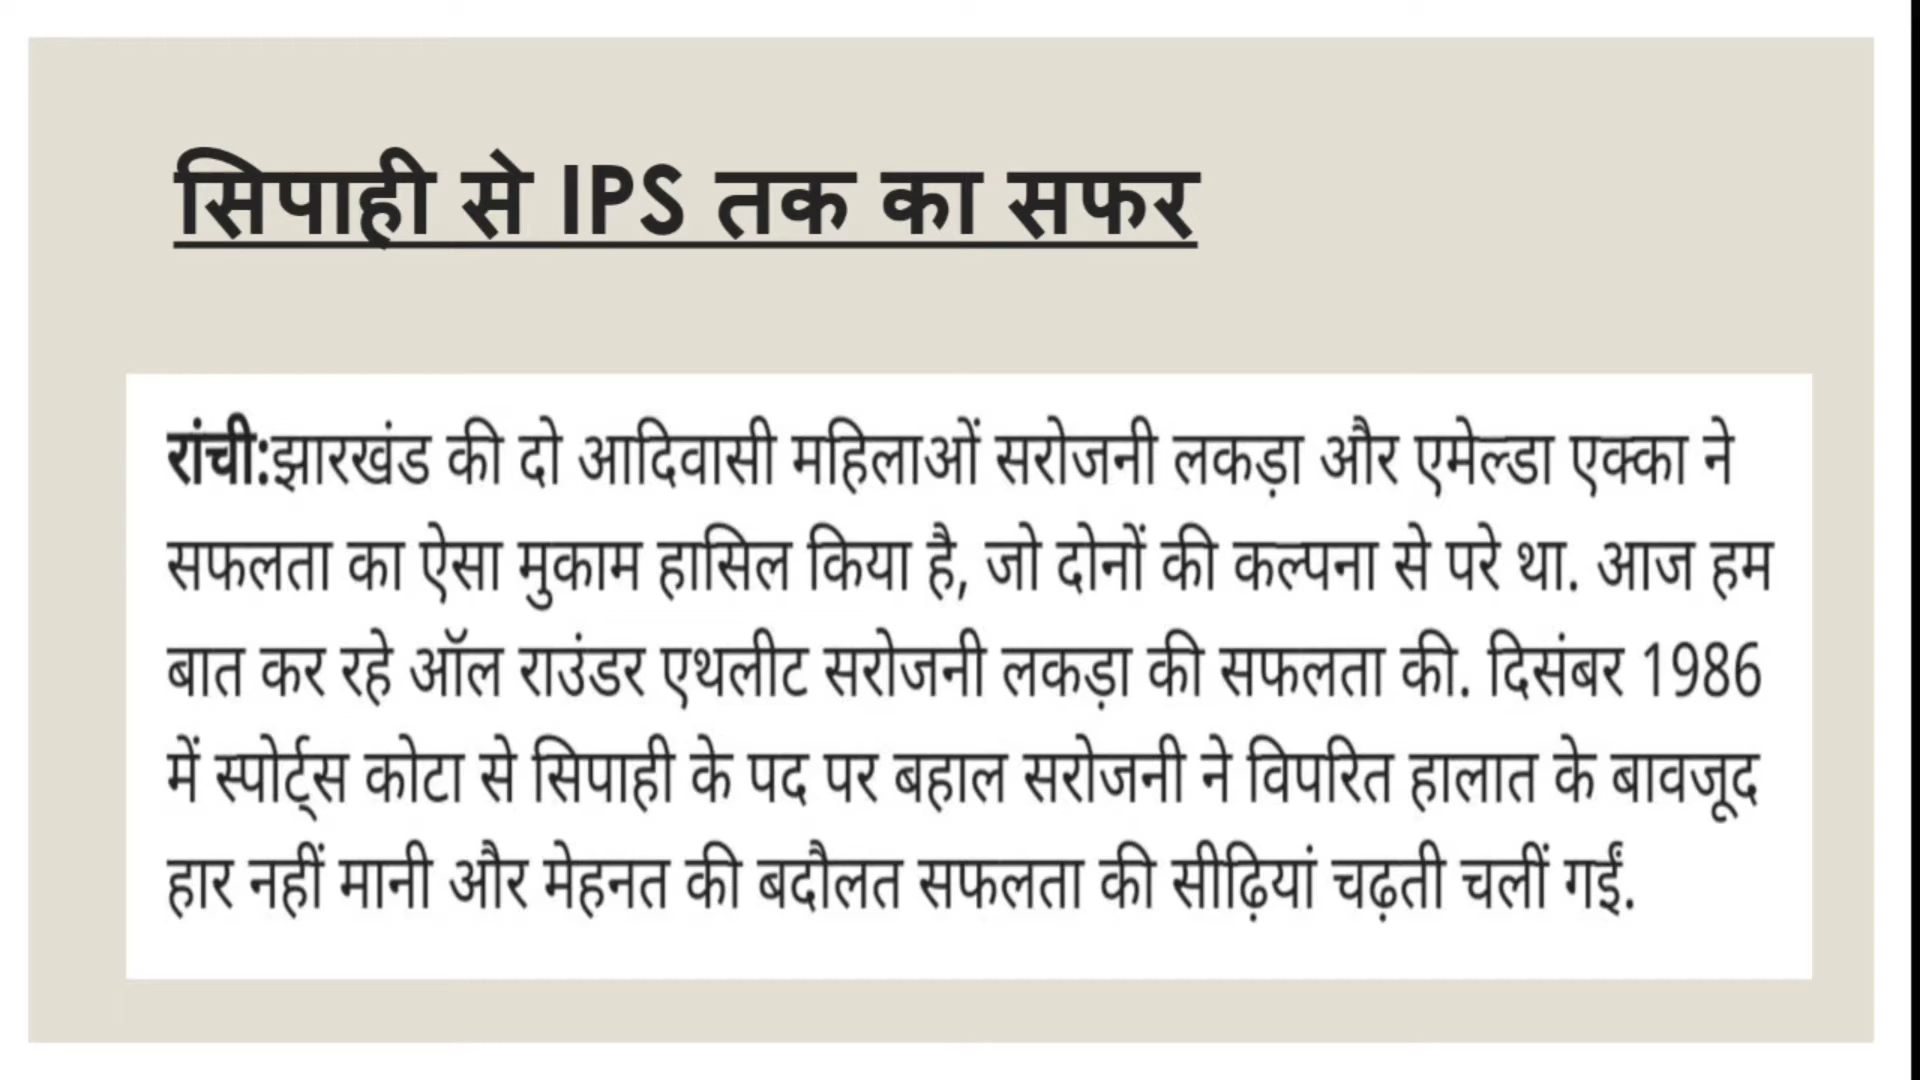 सिपाही से IPS तक का सफर
रांची:झारखंड की दो आदिवासी महिलाओं सरोजनी लकड़ा और एमेल्डा एक्का ने
सफलता का ऐसा मुकाम हासिल किया है, जो दोनों की कल्पना से परे था. आज हम
बात कर रहे ऑल राउंडर एथलीट सरोजनी लकड़ा की सफलता की. दिसंबर 1986
में स्पोर्ट्स कोटा से सिपाही के पद पर बहाल सरोजनी ने विपरित हालात के बावजूद
हार नहीं मानी और मेहनत की बदौलत सफलता की सीढ़ियां चढ़ती चलीं गईं.